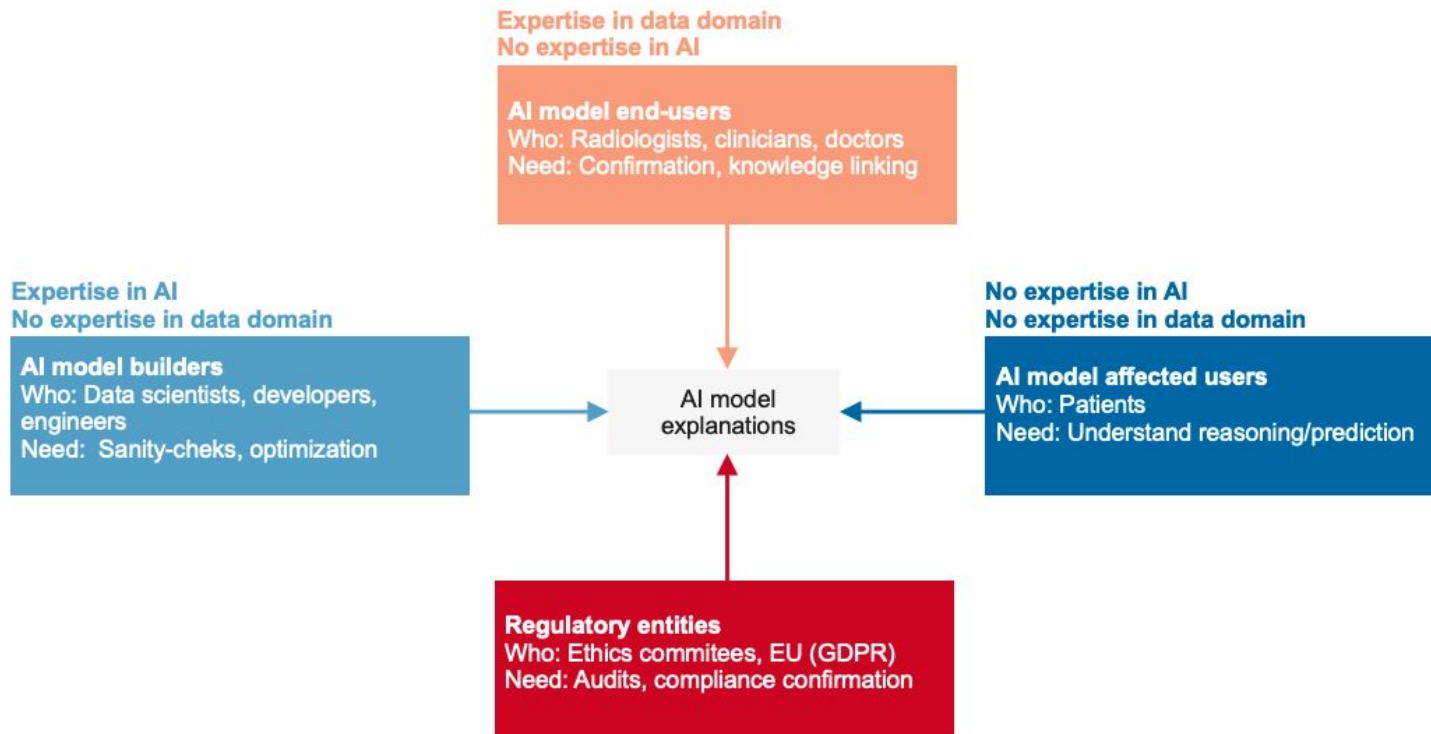 Expertise in data domain
No expertise in AI
AI model end-users
Who: Radiologists, clinicians, doctors
Need: Confirmation, knowledge linking
Expertise in AI
No expertise in data domain
AI model builders
Who: Data scientists, developers,
engineers
Need:  Sanity-cheks, optimization
AI model
explanations
No expertise in AI
No expertise in data domain
AI model affected users
Who: Patients
Need: Understand reasoning/prediction
Regulatory entities
Who: Ethics commitees, EU (GDPR)
Need: Audits, compliance confirmation